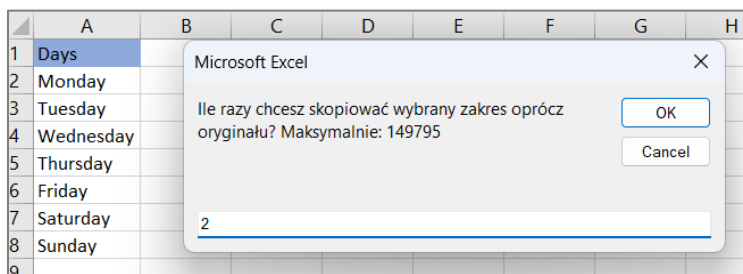 A B C D E F G H
1 Days
2 Monday
3 Tuesday
4 Wednesday
5 Thursday
6 Friday
7 Saturday
8 Sunday
9
Microsoft Excel
Ile razy chcesz skopiować wybrany zakres oprócz
oryginału? Maksymalnie: 149795
OK
Cancel
2